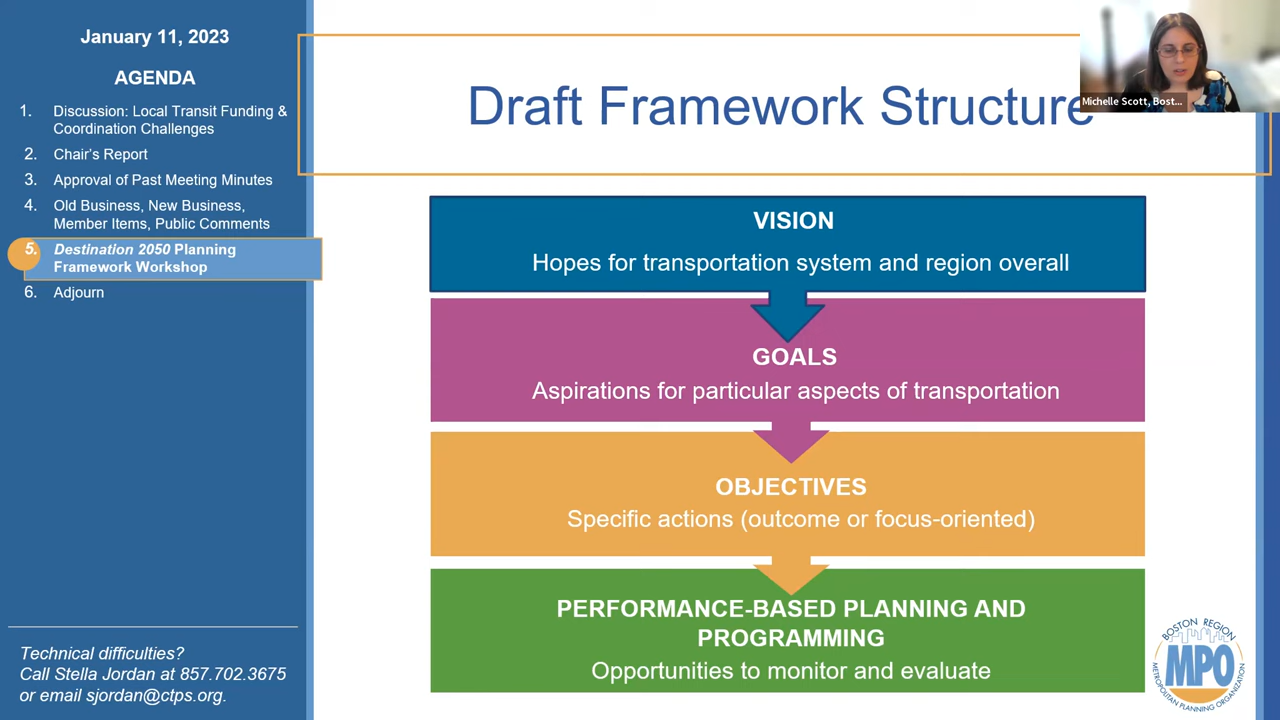 January 11, 2023
AGENDA
1. Discussion: Local Transit Funding &
Coordination Challenges
2. Chair's Report
3. Approval of Past Meeting Minutes
4. Old Business, New Business,
Member Items, Public Comments
5. Destination 2050 Planning
Framework Workshop
6. Adjorn
Technical difficulties?
Call Stella Jordan at 857.702.3675
or email sjordan@ctps.org.
Draft Framework Structure
Michelle Scott, Bost...
VISION
Hopes for transportation system and region overall
GOALS
Aspirations for particular aspects of transportation
OBJECTIVES
Specific actions (outcome or focus-oriented)
PERFORMANCE-BASED PLANNING AND
PROGRAMMING
Opportunities to monitor and evaluate
BOSTON REGION
MPO
METROPOLITAN PLANNING ORGANIZATION